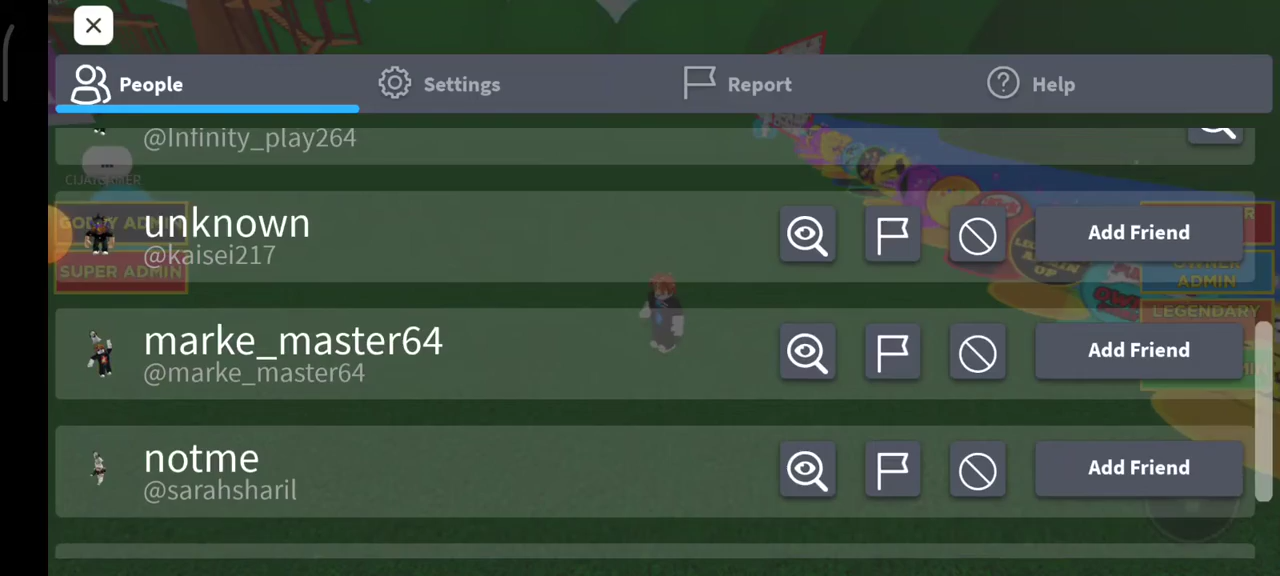 People
Settings
Report
Help
@Infinity_play264
unknown
@kaisei217
Add Friend
marke_master64
@marke_master64
Add Friend
notme
@sarahsharil
Add Friend
SUPER ADMIN
ADMIN
LEGENDARY